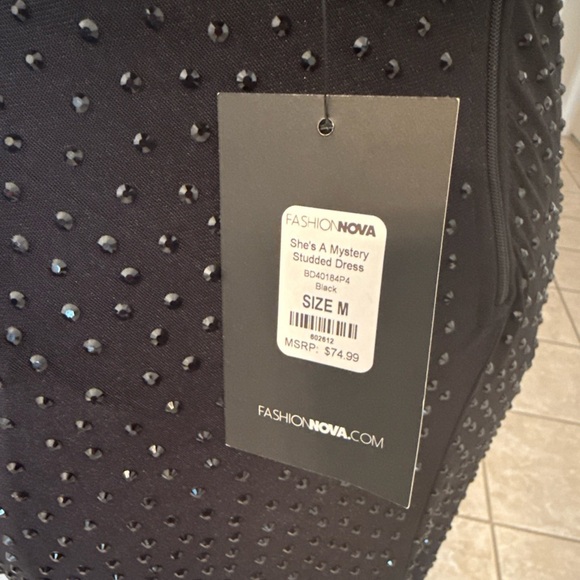 FASHIONNOVA
She's A Mystery
Studded Dress
BD40184P4
Black
SIZE M
602612
MSRP: $74.99
FASHIONNOVA.COM